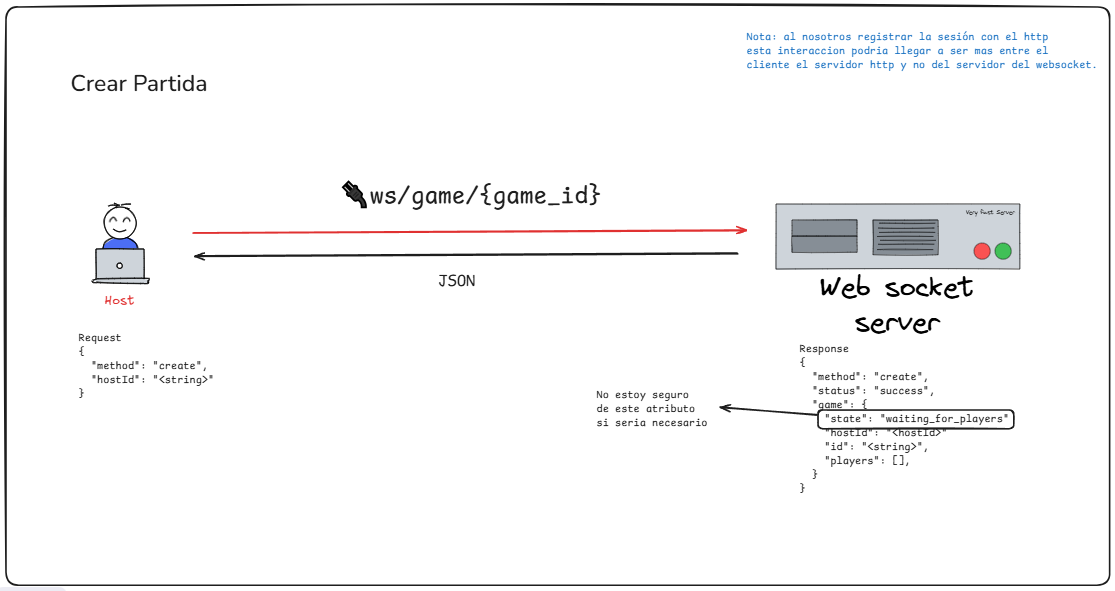 Nota: al nosotros registrar la sesión con el http
esta interaccion podria llegar a ser mas entre el
cliente el servidor http y no del servidor del websocket.
Crear Partida
ws/game/{game_id}
Very Fast Server
JSON
Host
Web socket
server
Request
{
"method": "create",
"hostId": "<string>"
}
No estoy seguro
de este atributo
si seria necesario
Response
{
"method": "create",
"status": "success",
"game": {
"state": "waiting_for_players"
"hostId": "<hostId>"
"id": "<string>",
"players": [],
}
}